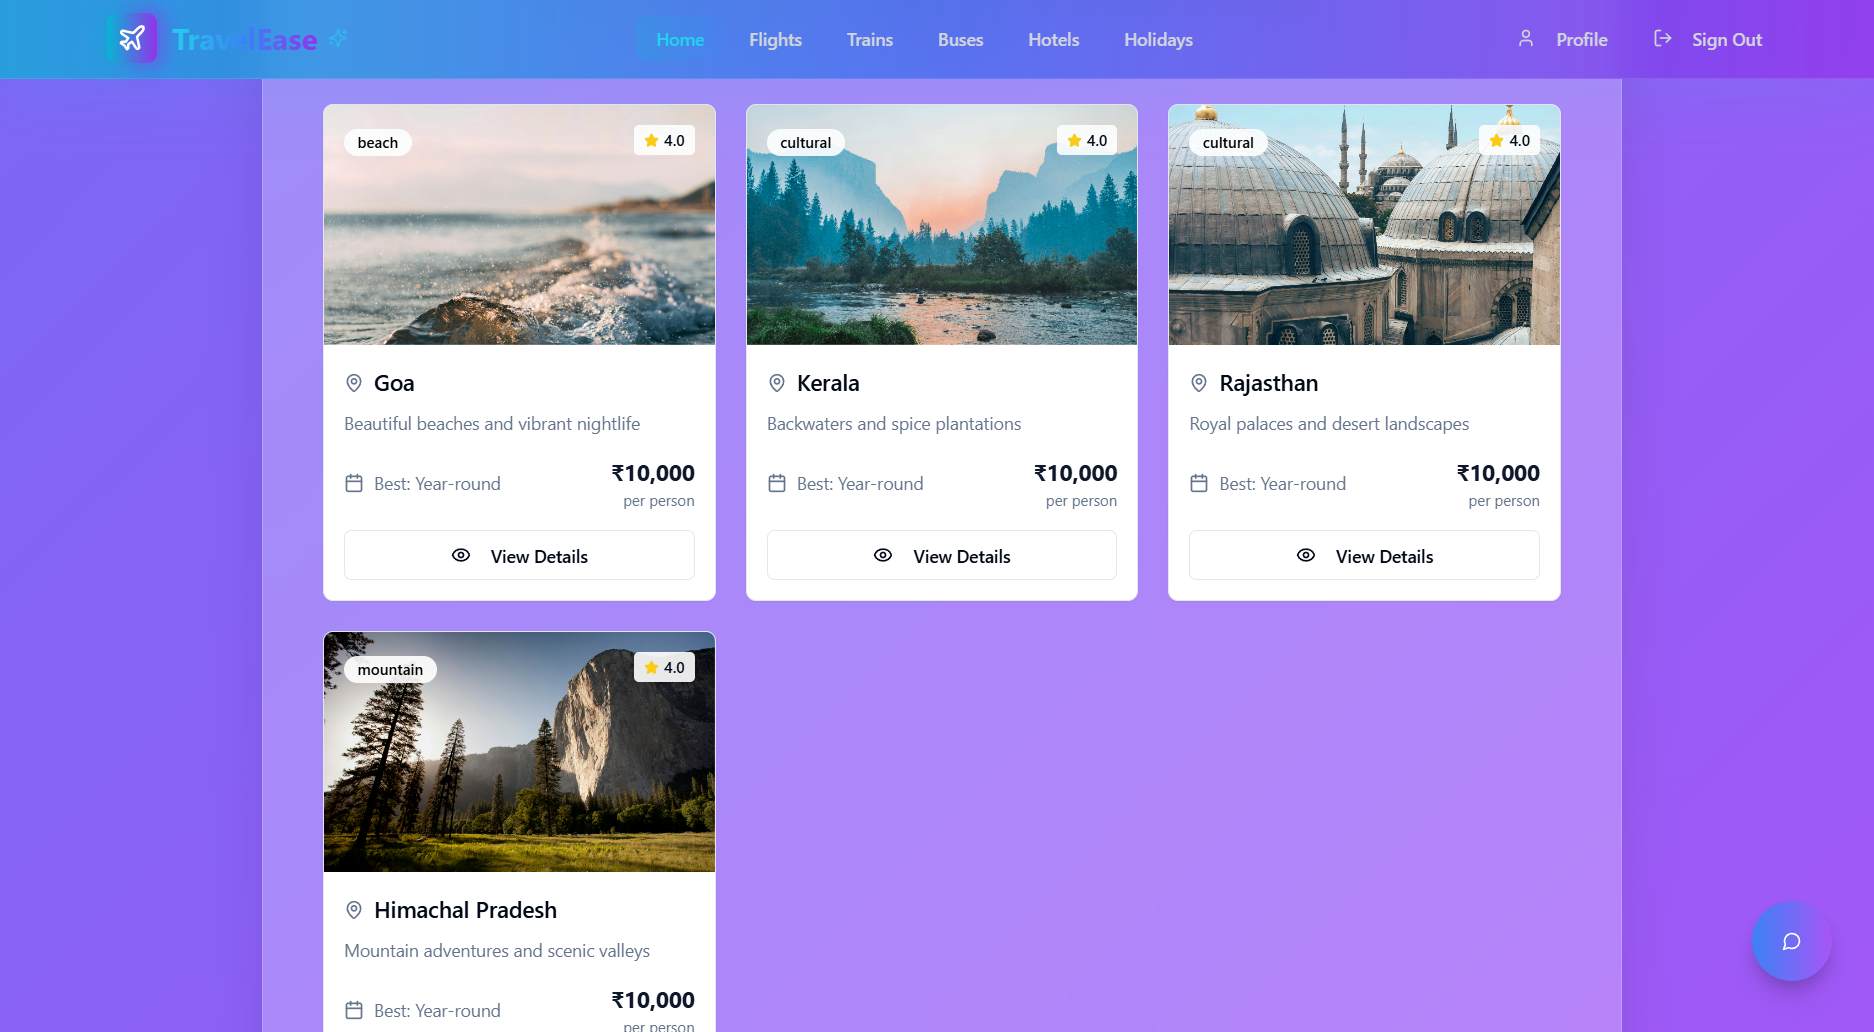 TravelEase
Home Flights Trains Buses Hotels Holidays
Profile Sign Out
beach
4.0
Goa
Beautiful beaches and vibrant nightlife
Best: Year-round
₹10,000
per person
View Details
cultural
4.0
Kerala
Backwaters and spice plantations
Best: Year-round
₹10,000
per person
View Details
cultural
4.0
Rajasthan
Royal palaces and desert landscapes
Best: Year-round
₹10,000
per person
View Details
mountain
4.0
Himachal Pradesh
Mountain adventures and scenic valleys
Best: Year-round
₹10,000
per person